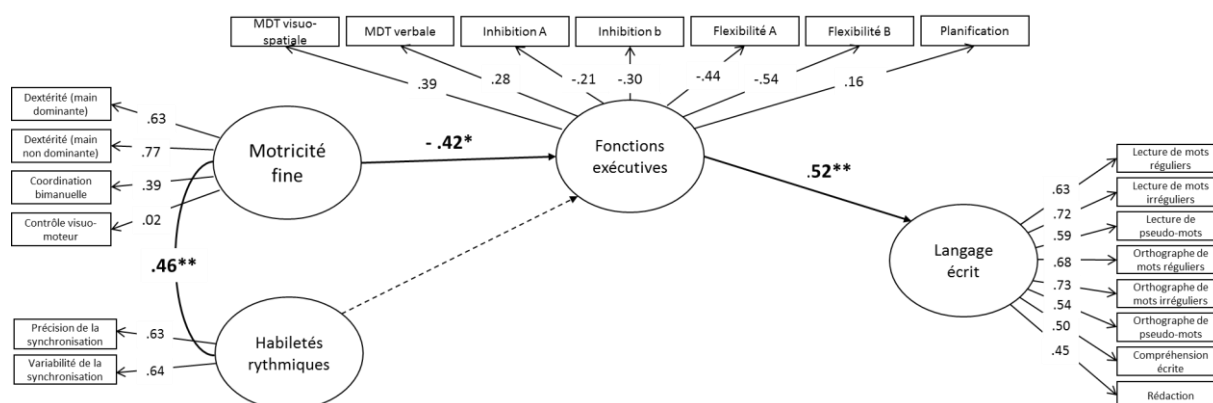 MDT visuo-
spatiale
MDT verbale
Inhibition A
Inhibition b
Flexibilité A
Flexibilité B
Planification
.39
.28
-.21
-.30
-.44
-.54
.16
Dextérité (main
dominante)
Dextérité (main
non dominante)
Coordination
bimanuelle
Contrôle visuo-
moteur
.63
.77
.39
.02
Motricité
fine
- .42*
Fonctions
exécutives
.52**
.46**
Précision de la
synchronisation
Variabilité de la
synchronisation
.63
.64
Habiletés
rythmiques
Langage
écrit
.63
.72
.59
.68
.73
.54
.50
.45
Lecture de mots
réguliers
Lecture de mots
irréguliers
Lecture de
pseudo-mots
Orthographe de
mots réguliers
Orthographe de
mots irréguliers
Orthographe de
pseudo-mots
Compréhension
écrite
Rédaction